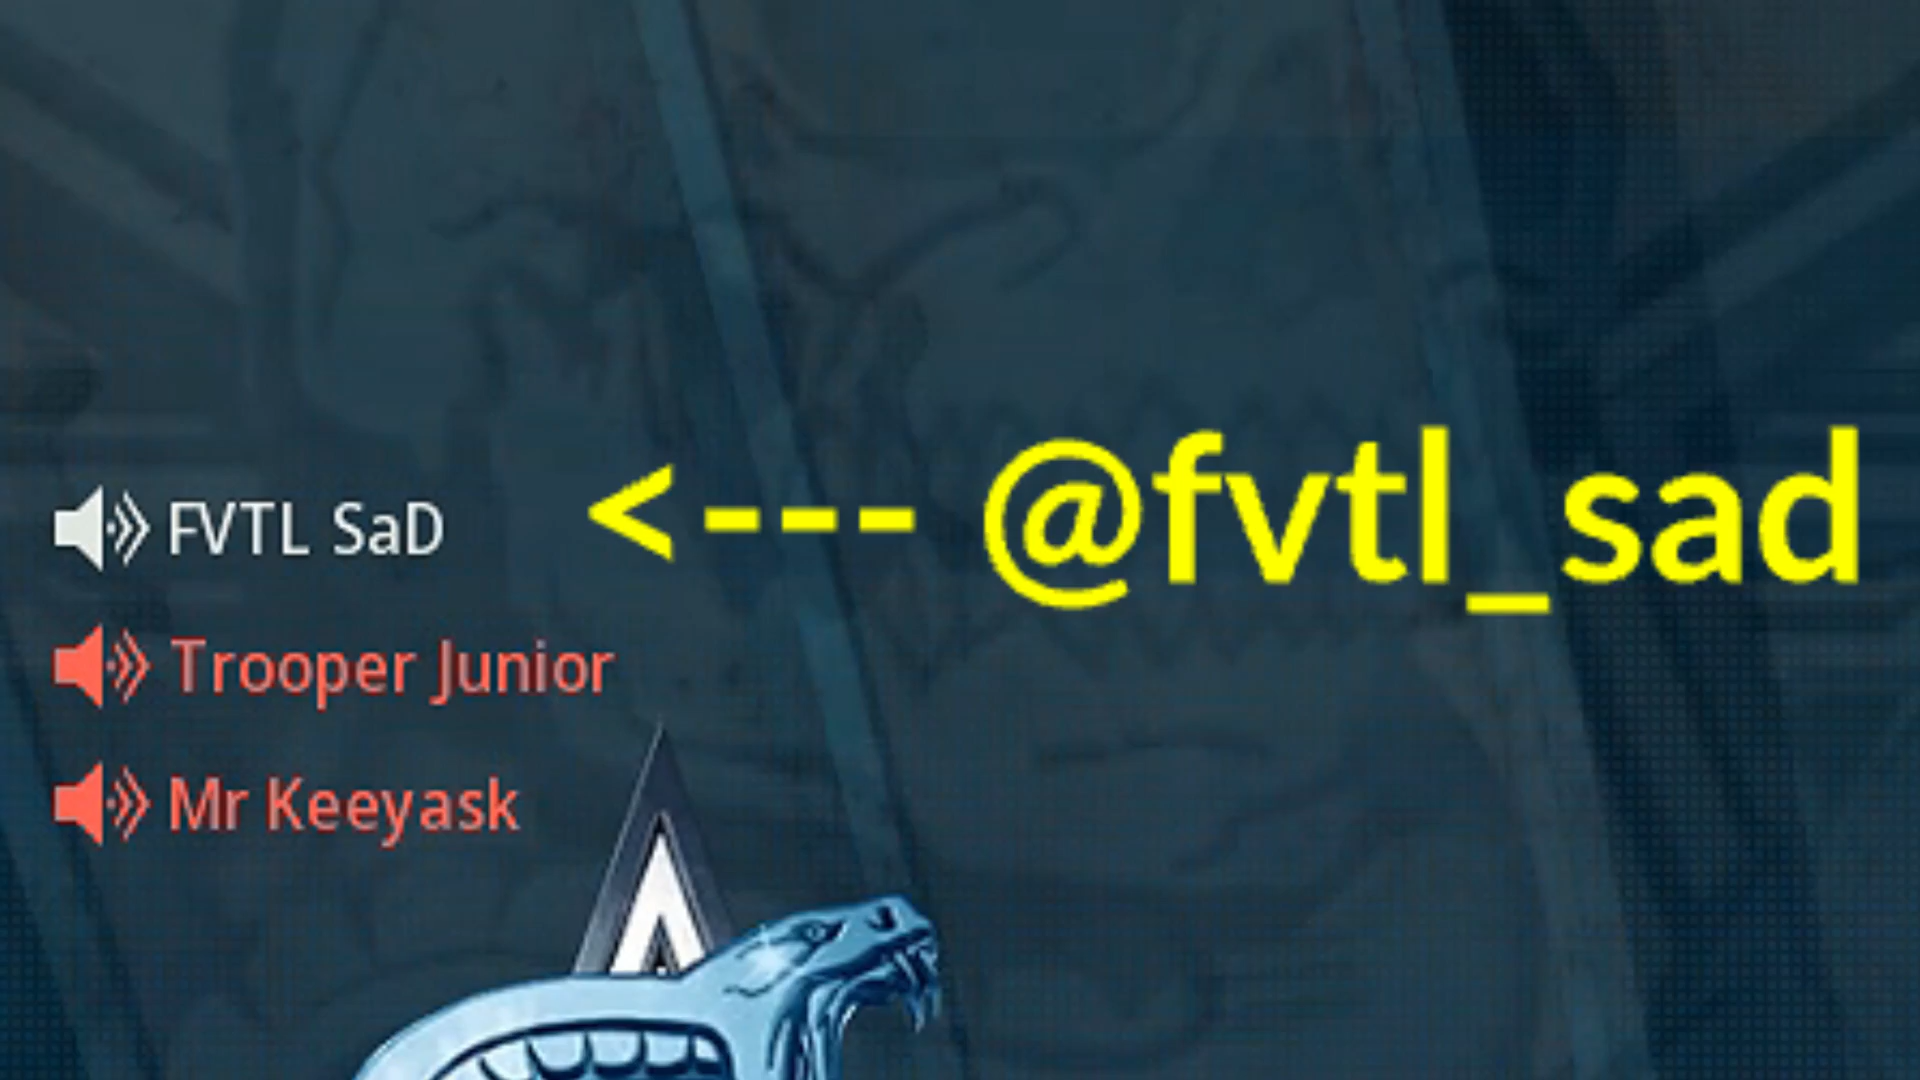 FVTL SaD <--- @fvtl_sad
Trooper Junior
Mr Keeyask